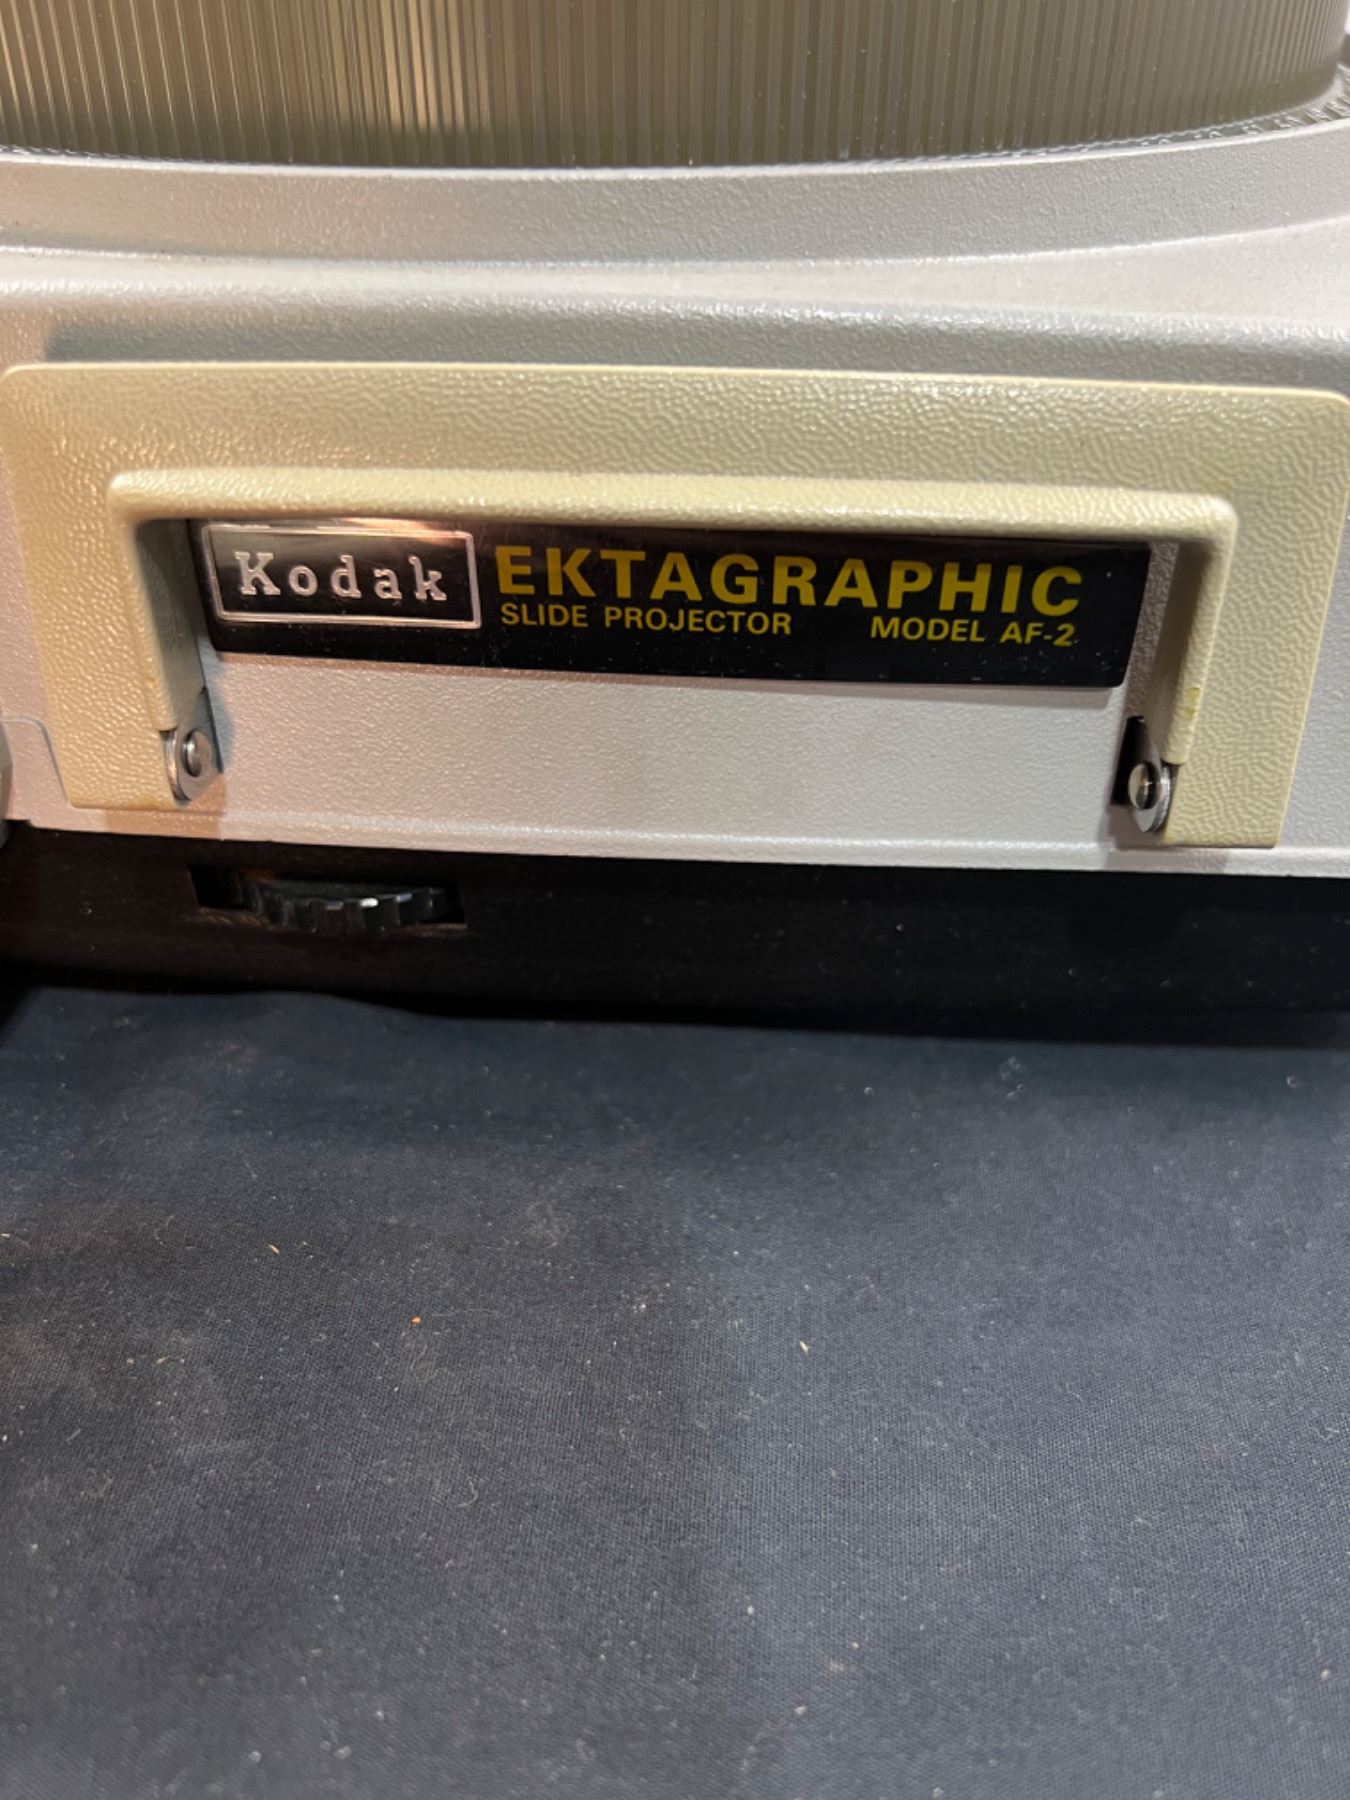 Kodak EKTAGRAPHIC
SLIDE PROJECTOR MODEL AF-2